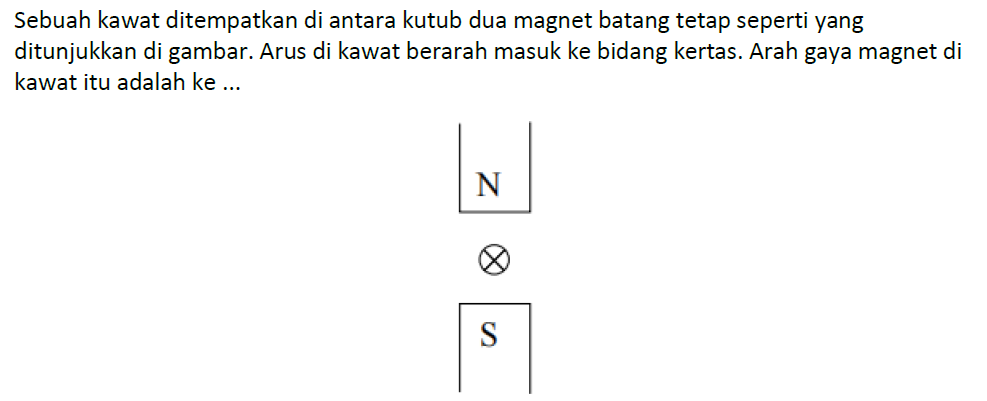 Sebuah kawat ditempatkan di antara kutub dua magnet batang tetap seperti yang
ditunjukkan di gambar. Arus di kawat berarah masuk ke bidang kertas. Arah gaya magnet di
kawat itu adalah ke ...
N
S